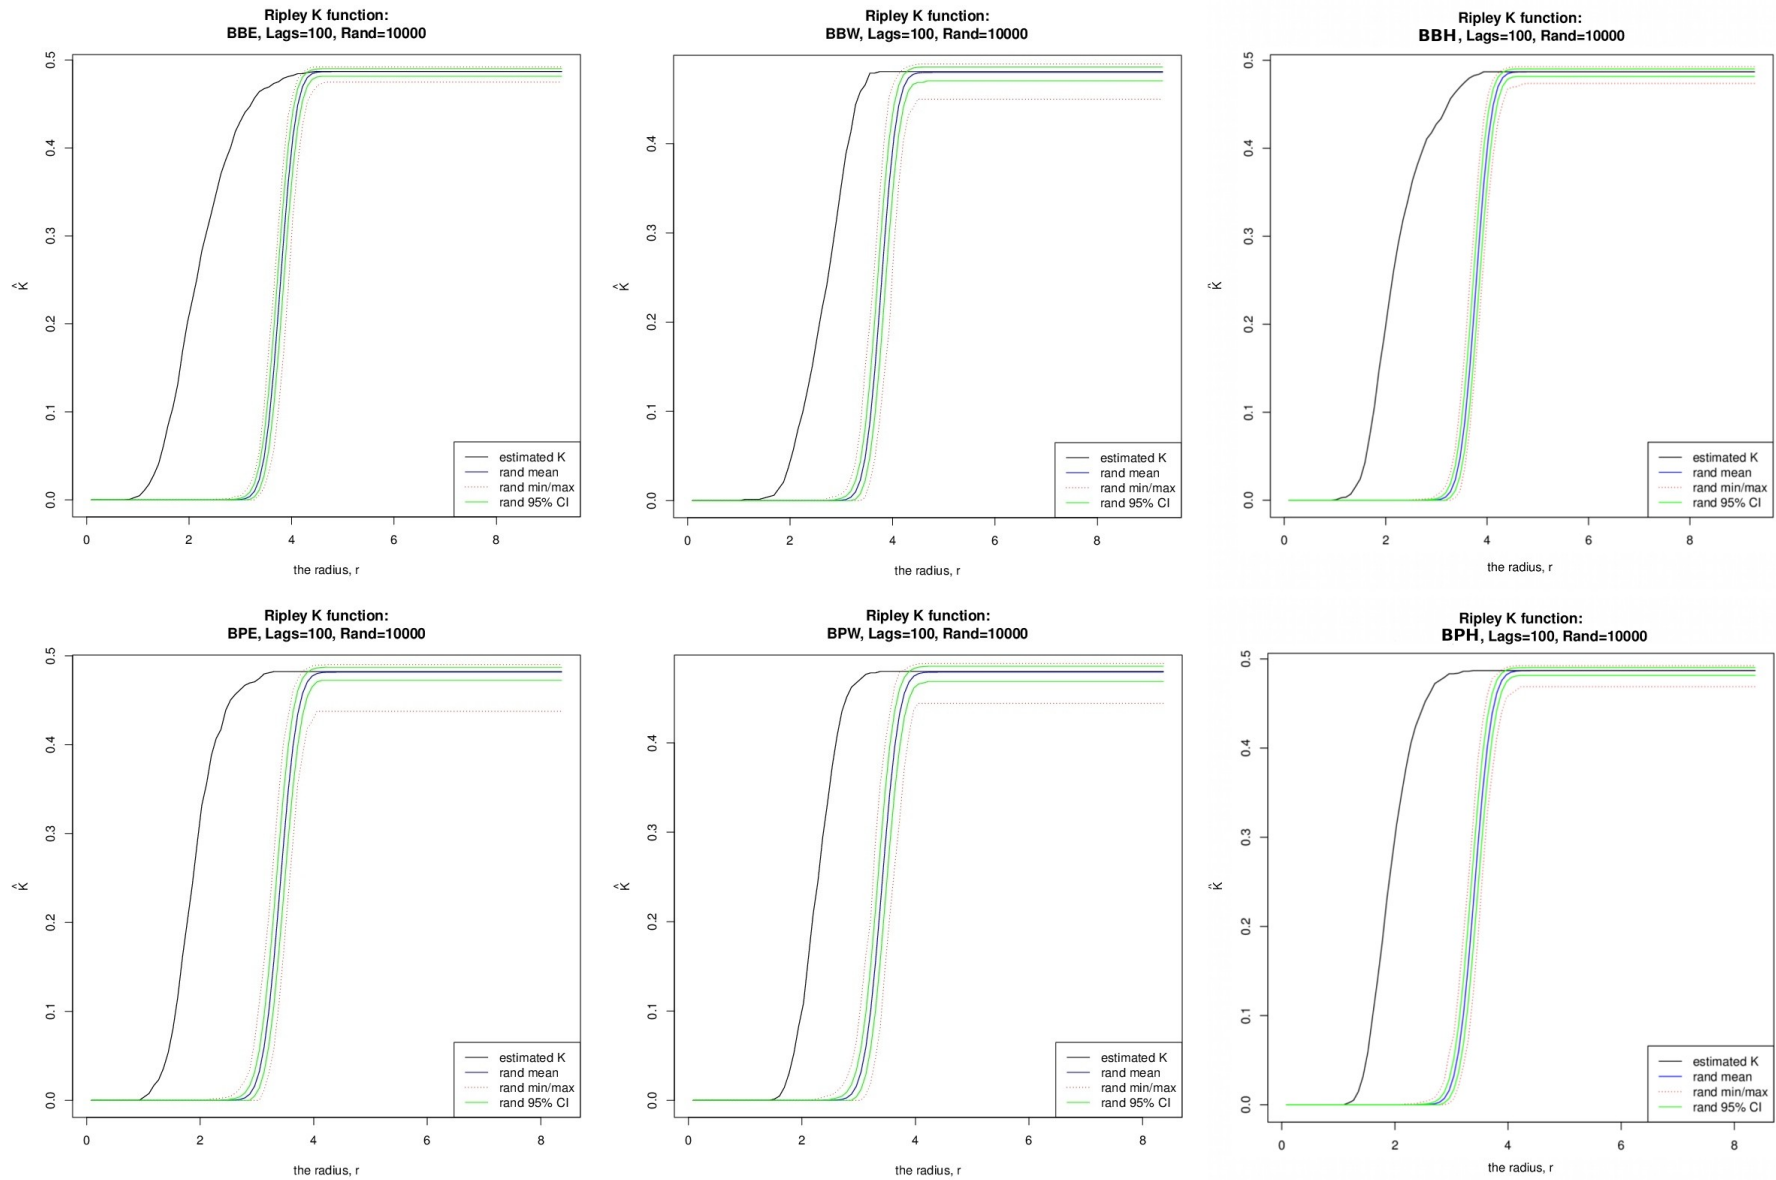 Ripley K function:
BBE, Lags=100, Rand=10000
K̂
0.0 0.1 0.2 0.3 0.4 0.5
0 2 4 6 8
the radius, r
estimated K
rand mean
rand min/max
rand 95% CI
Ripley K function:
BBW, Lags=100, Rand=10000
K̂
0.0 0.1 0.2 0.3 0.4
0 2 4 6 8
the radius, r
estimated K
rand mean
rand min/max
rand 95% CI
Ripley K function:
BBH, Lags=100, Rand=10000
K̂
0.0 0.1 0.2 0.3 0.4 0.5
0 2 4 6 8
the radius, r
estimated K
rand mean
rand min/max
rand 95% CI
Ripley K function:
BPE, Lags=100, Rand=10000
K̂
0.0 0.1 0.2 0.3 0.4 0.5
0 2 4 6 8
the radius, r
estimated K
rand mean
rand min/max
rand 95% CI
Ripley K function:
BPW, Lags=100, Rand=10000
K̂
0.0 0.1 0.2 0.3 0.4
0 2 4 6 8
the radius, r
estimated K
rand mean
rand min/max
rand 95% CI
Ripley K function:
BPH, Lags=100, Rand=10000
K̂
0.0 0.1 0.2 0.3 0.4 0.5
0 2 4 6 8
the radius, r
estimated K
rand mean
rand min/max
rand 95% CI